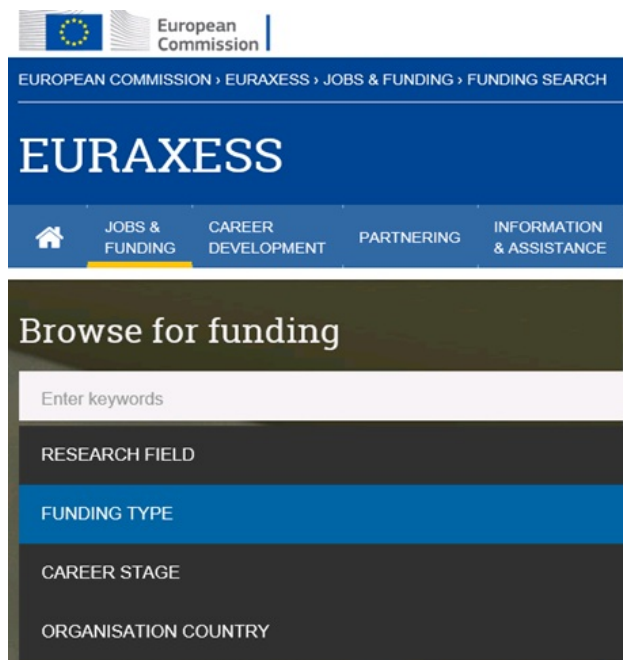 European
Commission
EUROPEAN COMMISSION › EURAXESS › JOBS & FUNDING › FUNDING SEARCH
EURAXESS
JOBS &
FUNDING
CAREER
DEVELOPMENT
PARTNERING
INFORMATION
& ASSISTANCE
Browse for funding
Enter keywords
RESEARCH FIELD
FUNDING TYPE
CAREER STAGE
ORGANISATION COUNTRY